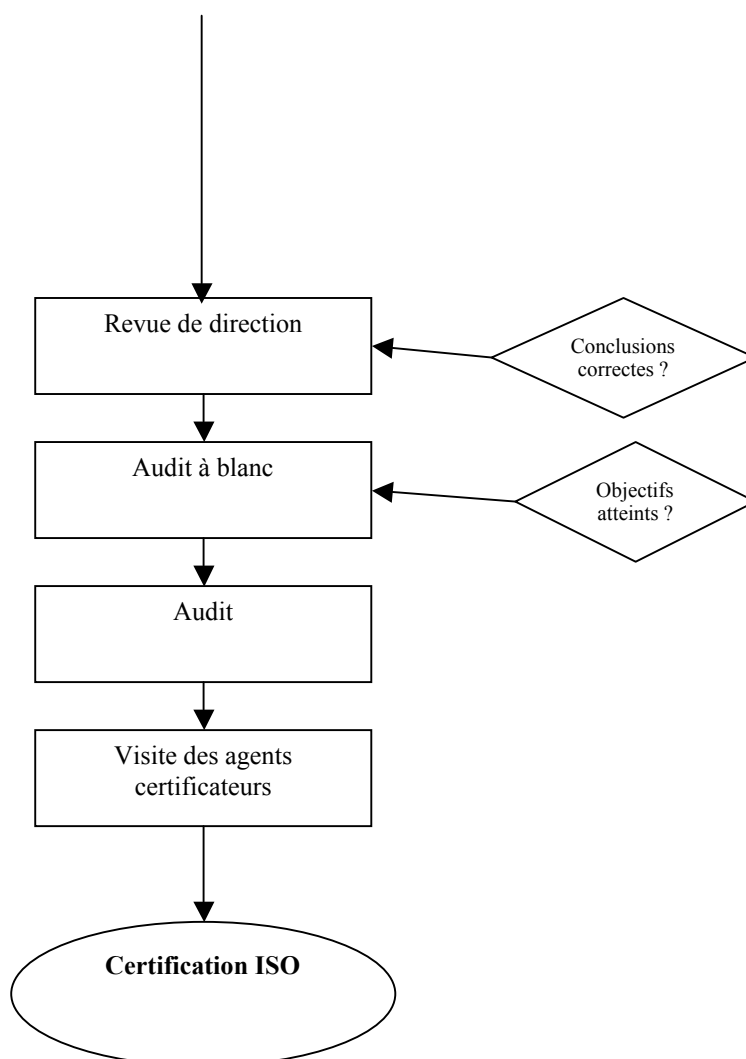 Revue de direction
Conclusions
correctes ?
Audit à blanc
Objectifs
atteints ?
Audit
Visite des agents
certificateurs
Certification ISO